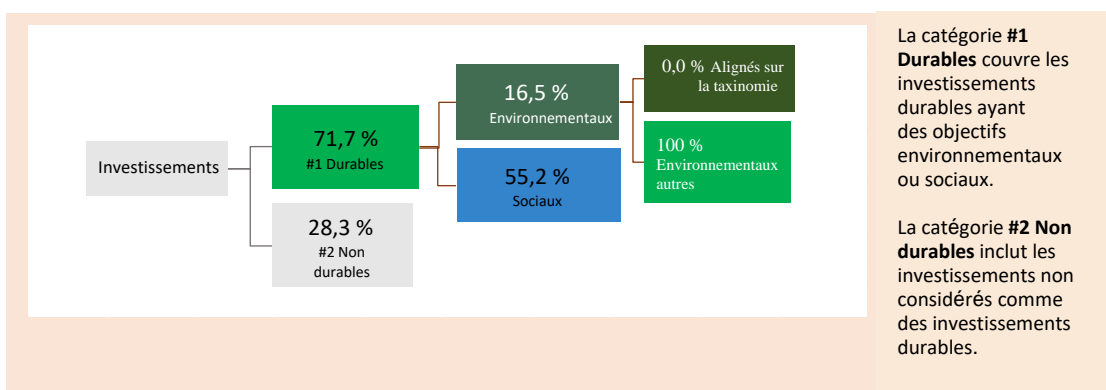 Investissements
71,7 %
#1 Durables
28,3 %
#2 Non
durables
16,5 %
Environnementaux
55,2 %
Sociaux
0,0 % Alignés sur
la taxinomie
100 %
Environnementaux
autres
La catégorie #1
Durables couvre les
investissements
durables ayant
des objectifs
environnementaux
ou sociaux.
La catégorie #2 Non
durables inclut les
investissements non
considérés comme
des investissements
durables.